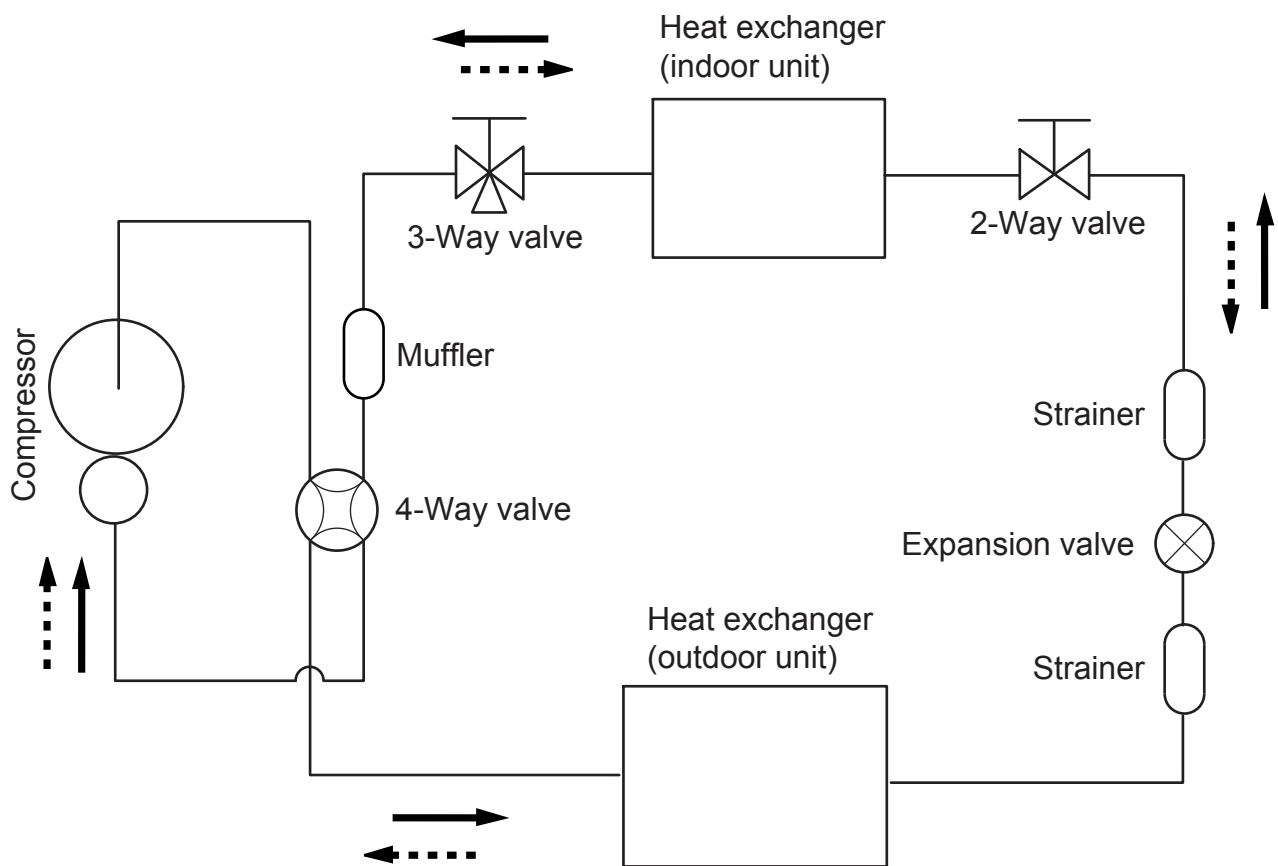 Heat exchanger
(indoor unit)
3-Way valve
2-Way valve
Compressor
Muffler
Strainer
4-Way valve
Expansion valve
Heat exchanger
(outdoor unit)
Strainer